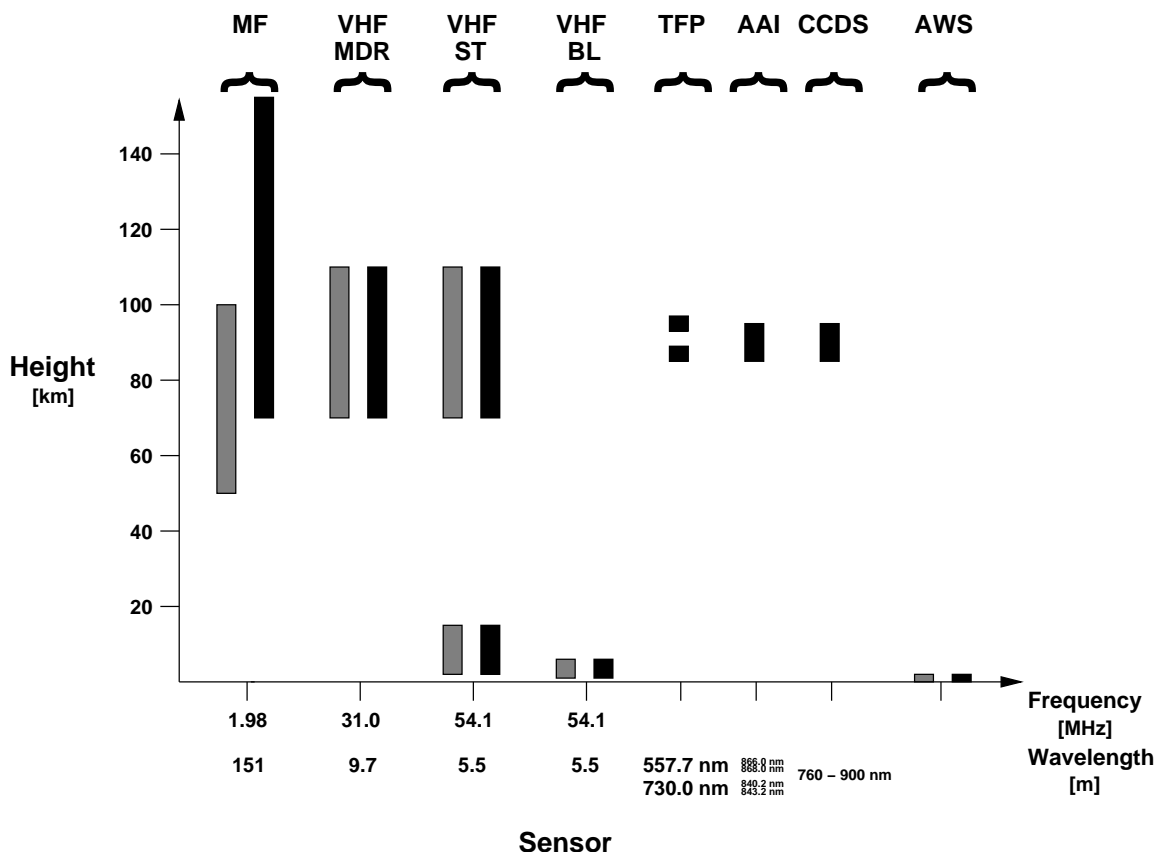 MF VHF VHF VHF TFP AAI CCDS AWS
MDR ST BL
140
120
100
Height
[km]
80
60
40
20
Frequency
[MHz]
1.98 31.0 54.1 54.1
Wavelength
[m]
151 9.7 5.5 5.5 557.7 nm 866.0 nm 760 – 900 nm
868.0 nm
730.0 nm 840.2 nm
843.2 nm
Sensor